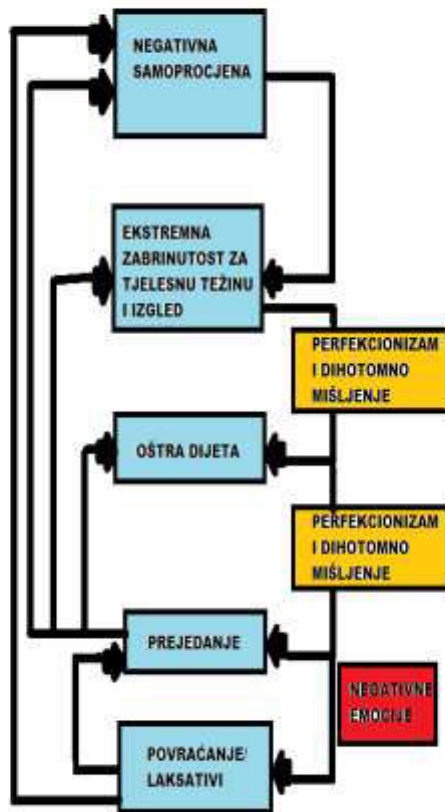 NEGATIVNA
SAMOPROCJENA
EKSTREMNA
ZABRINUTOST ZA
TJELESNU TEŽINU
I IZGLED
PERFEKCIONIZAM
I DIHOTOMNO
MIŠLJENJE
OŠTRA DIJETA
PERFEKCIONIZAM
I DIHOTOMNO
MIŠLJENJE
PREJEDANJE
NEGATIVNE
EMOCIJE
POVRAĆANJE/
LAKSATIVI